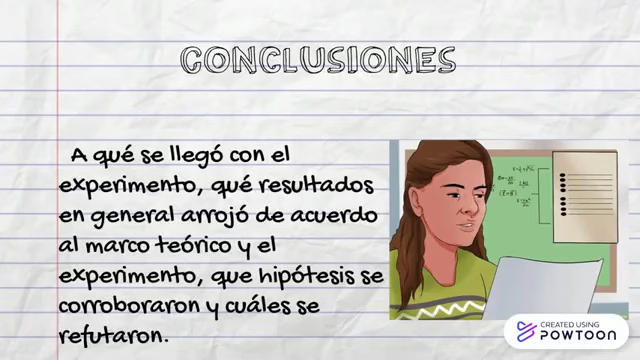 CONCLUSIONES
A qué se llegó con el
experimento, qué resultados
en general arrojó de acuerdo
al marco teórico y el
experimento, que hipótesis se
corroboraron y cuáles se
refutaron.
CREATED USING
POWTOON